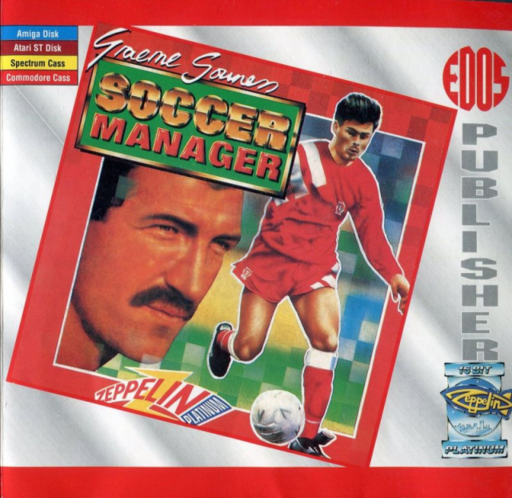 Amiga Disk
Atari ST Disk
Spectrum Cass
Commodore Cass
Graeme Souness
SOCCER
MANAGER
EDOS
PUBLISHER
ZEPPELIN
PLATINUM
16 BIT
Zeppelin
PLATINUM